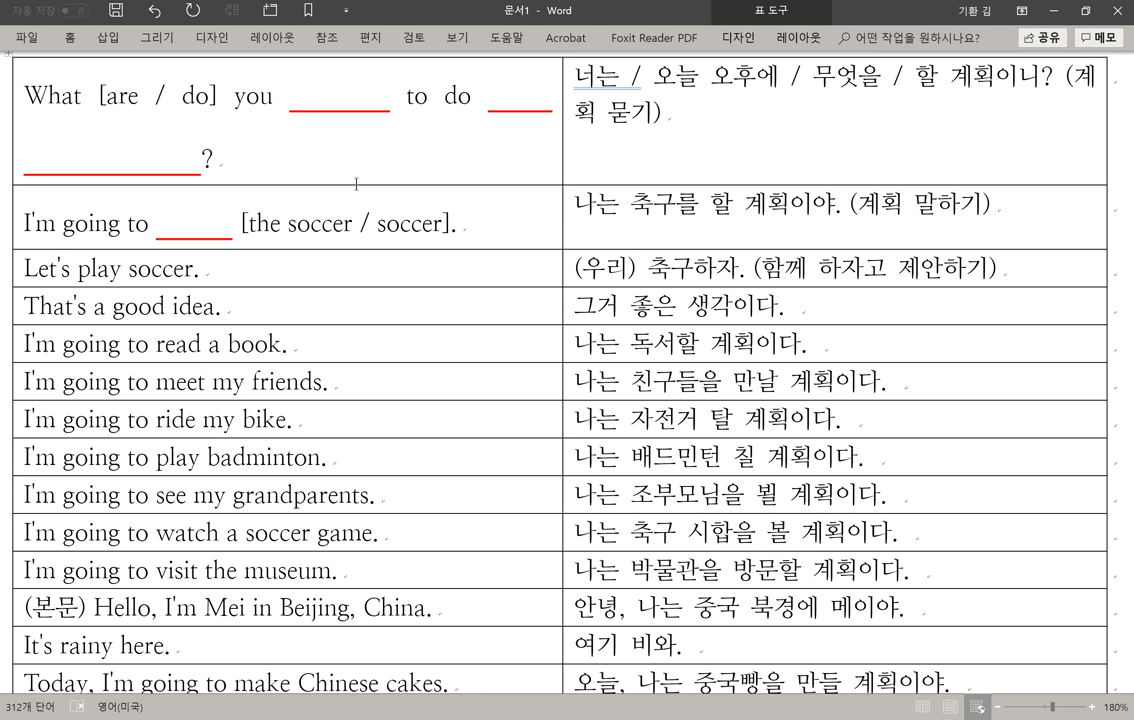 자동 저장
문서1 - Word
표 도구
기환 김
파일 홈 삽입 그리기 디자인 레이아웃 참조 편지 검토 보기 도움말 Acrobat Foxit Reader PDF 디자인 레이아웃 어떤 작업을 원하시나요? 공유 메모
What [are / do] you to do
?
너는 / 오늘 오후에 / 무엇을 / 할 계획이니? (계
획 묻기)
I'm going to [the soccer / soccer].
나는 축구를 할 계획이야. (계획 말하기)
Let's play soccer.
(우리) 축구하자. (함께 하자고 제안하기)
That's a good idea.
그거 좋은 생각이다.
I'm going to read a book.
나는 독서할 계획이다.
I'm going to meet my friends.
나는 친구들을 만날 계획이다.
I'm going to ride my bike.
나는 자전거 탈 계획이다.
I'm going to play badminton.
나는 배드민턴 칠 계획이다.
I'm going to see my grandparents.
나는 조부모님을 뵐 계획이다.
I'm going to watch a soccer game.
나는 축구 시합을 볼 계획이다.
I'm going to visit the museum.
나는 박물관을 방문할 계획이다.
(본문) Hello, I'm Mei in Beijing, China.
안녕, 나는 중국 북경에 메이야.
It's rainy here.
여기 비와.
Today, I'm going to make Chinese cakes.
오늘, 나는 중국빵을 만들 계획이야.
312개 단어 영어(미국) 180%